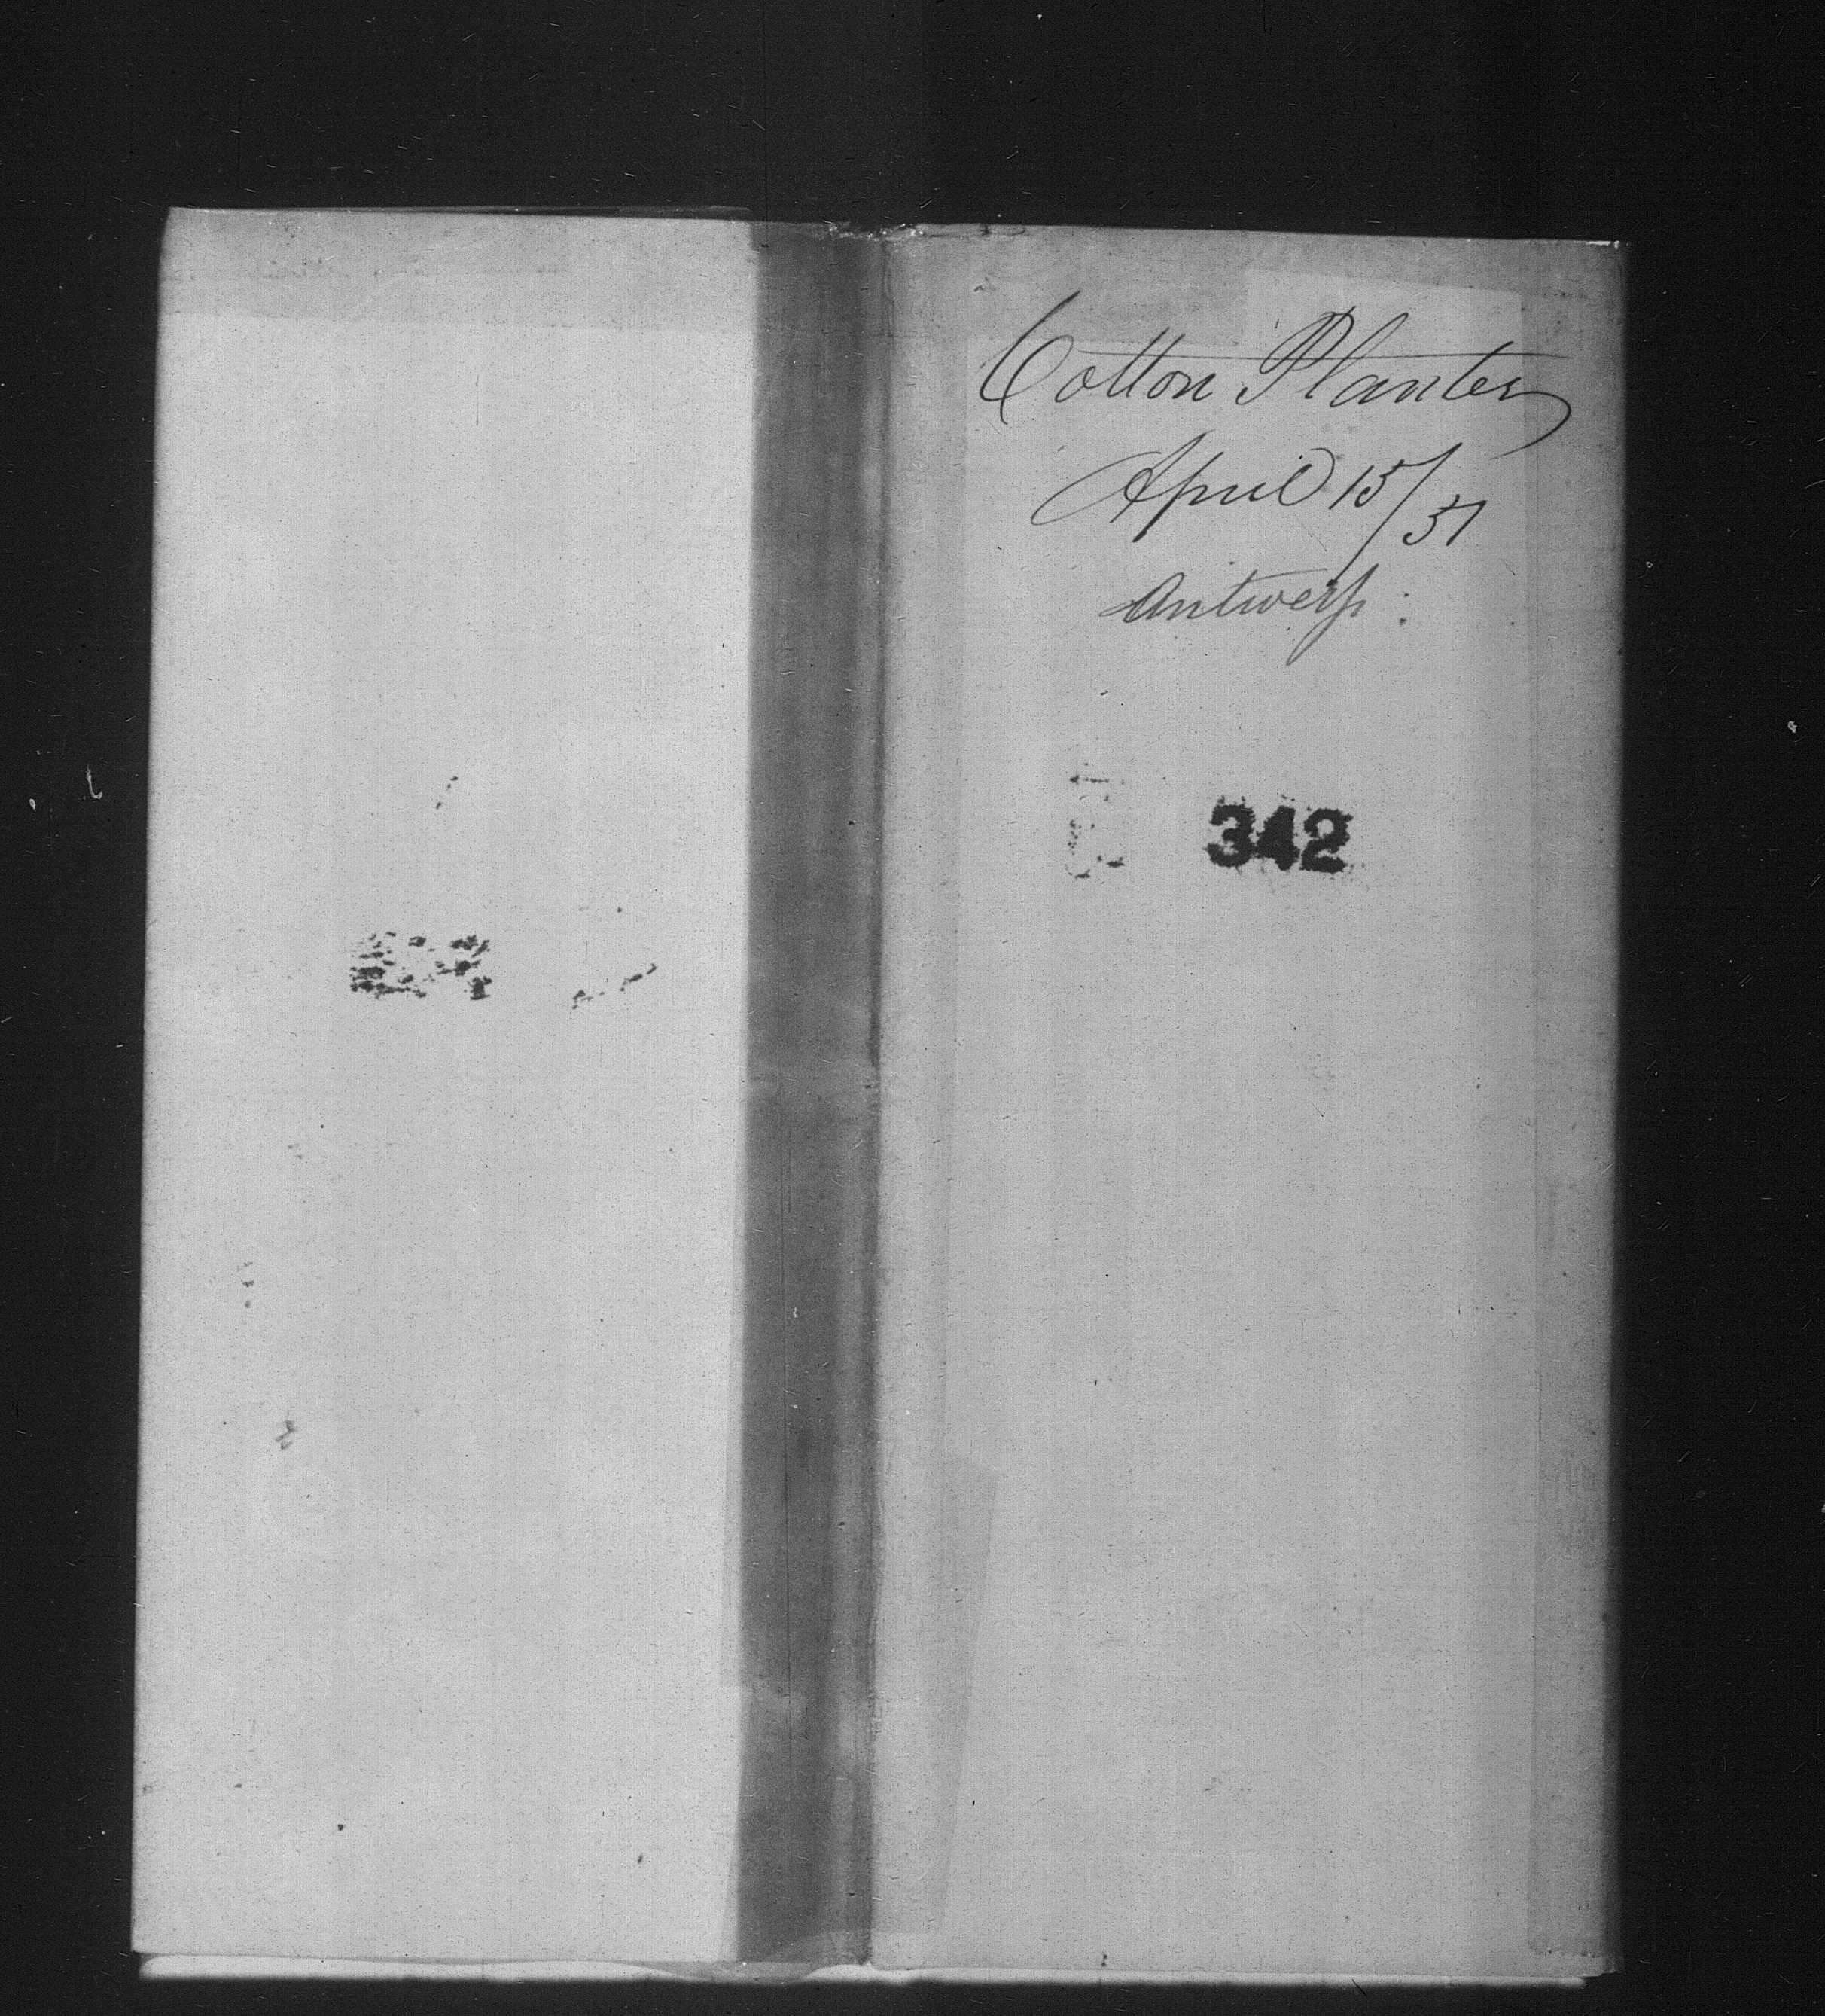 Cotton Planter
April 15/51
Antwerp.
342